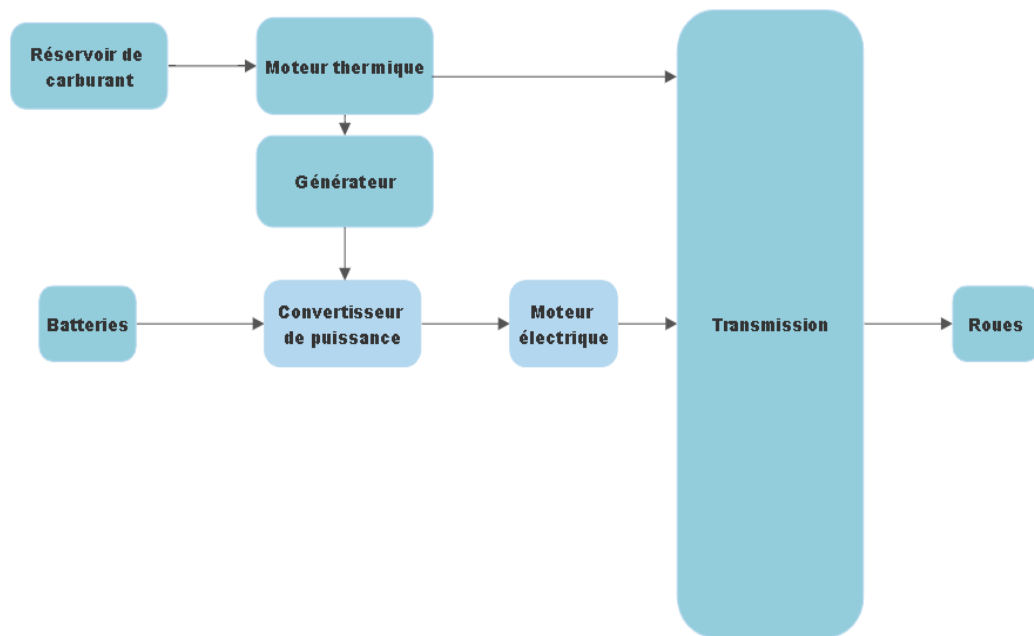 Réservoir de
carburant
Moteur thermique
Générateur
Batteries
Convertisseur
de puissance
Moteur
électrique
Transmission
Roues